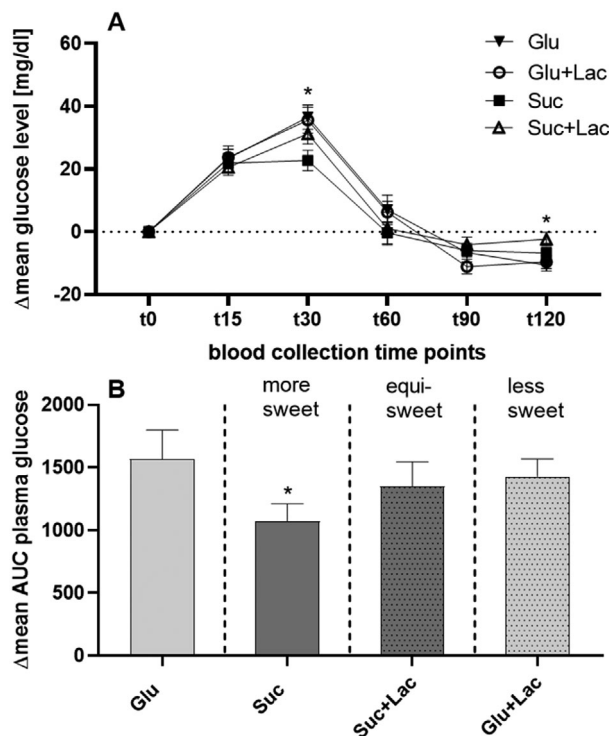 A
Δmean glucose level [mg/dl]
60
40
20
0
-20
*
*
Glu
Glu+Lac
Suc
Suc+Lac
t0 t15 t30 t60 t90 t120
blood collection time points
B
Δmean AUC plasma glucose
2000
1500
1000
500
0
more
sweet
equi-
sweet
less
sweet
*
Glu Suc Suc+Lac Glu+Lac